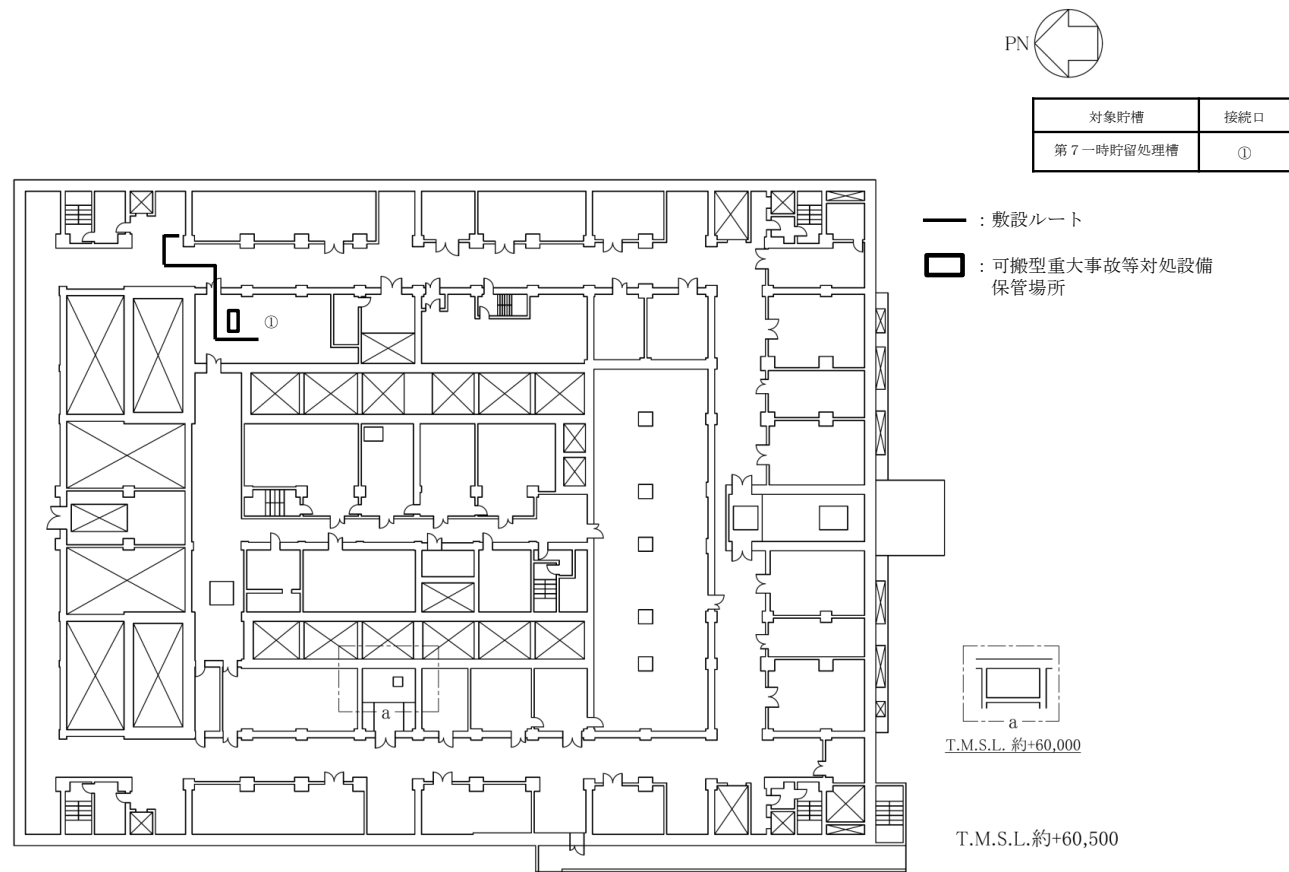 PN
対象貯槽 接続口
第7一時貯留処理槽 ①
：敷設ルート
：可搬型重大事故等対処設備
保管場所
①
a
a
T.M.S.L. 約+60,000
T.M.S.L.約+60,500